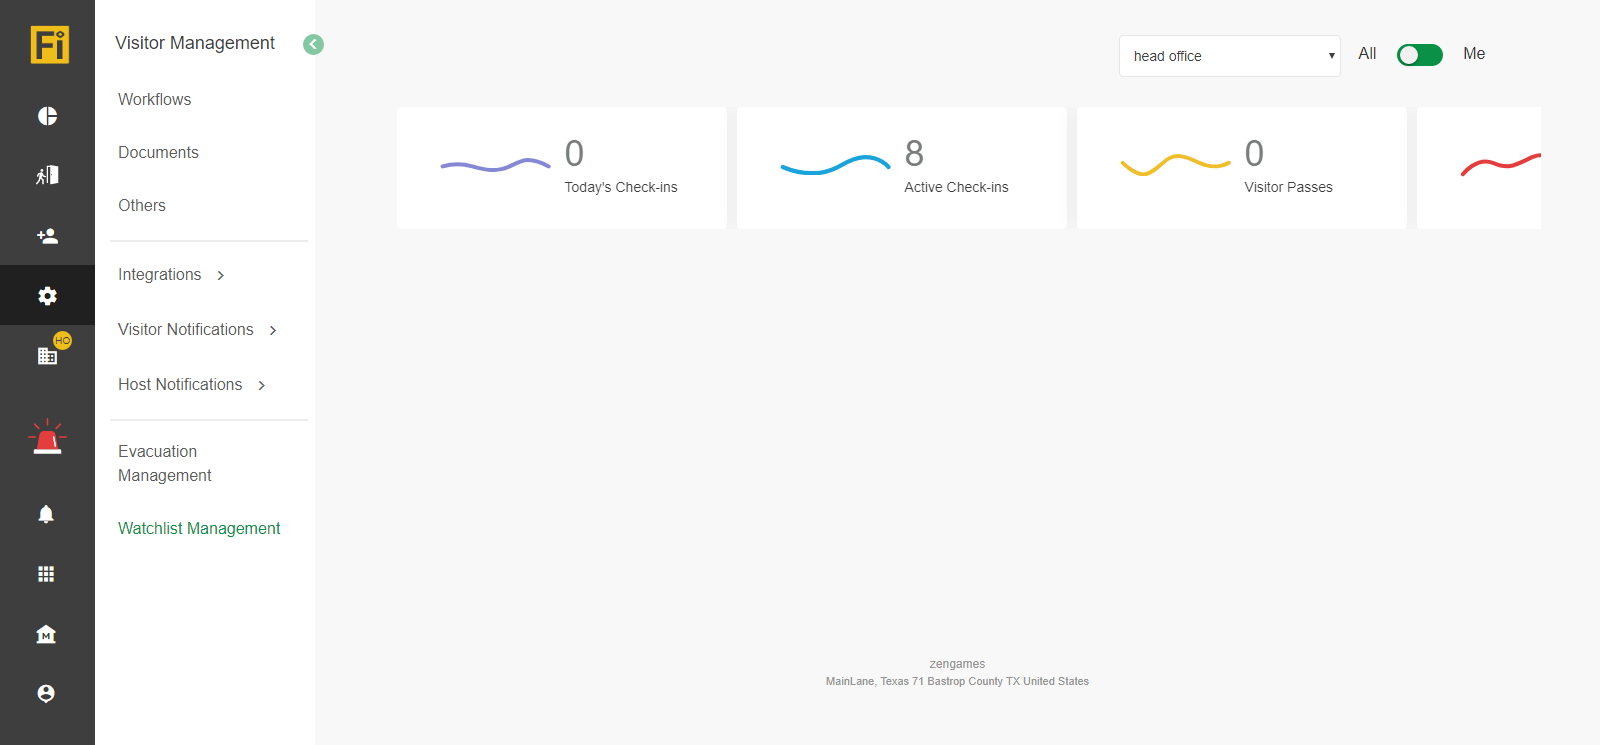 Fi
Visitor Management
Workflows
Documents
Others
Integrations
Visitor Notifications
Host Notifications
Evacuation
Management
Watchlist Management
HO
M
head office
All
Me
0
Today's Check-ins
8
Active Check-ins
0
Visitor Passes
zengames
MainLane, Texas 71 Bastrop County TX United States